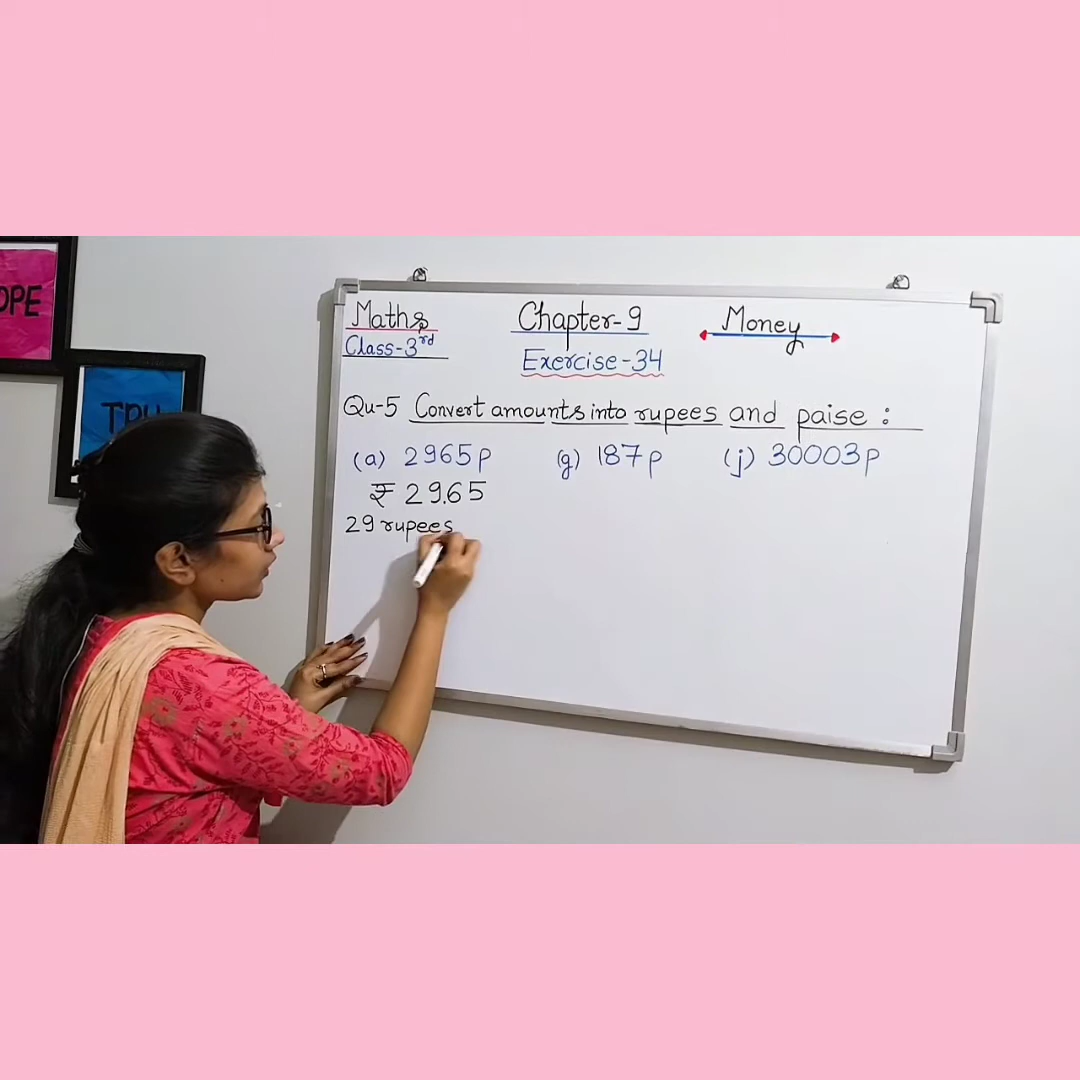 OPE
Maths Chapter-9 Money
Class-3rd Exercise-34
Qu-5 Convert amounts into rupees and paise :
(a) 2965p (g) 187p (j) 30003p
₹ 29.65
29 rupees